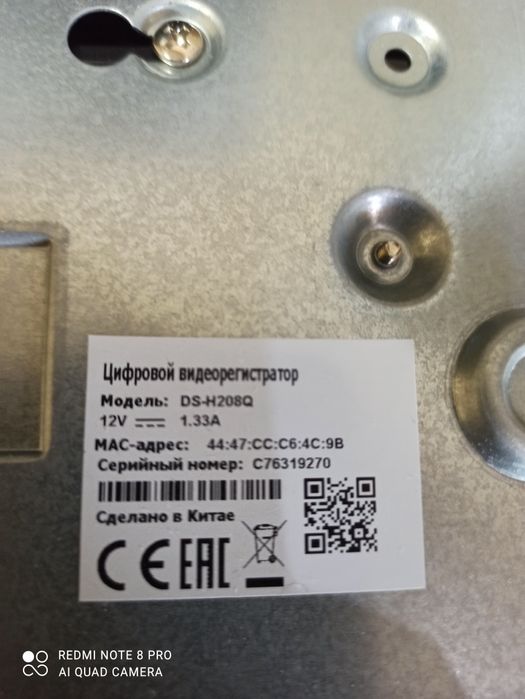 Цифровой видеорегистратор
Модель: DS-H208Q
12V 1.33A
MAC-адрес: 44:47:CC:C6:4C:9B
Серийный номер: C76319270
Сделано в Китае
CE EAC
REDMI NOTE 8 PRO
AI QUAD CAMERA